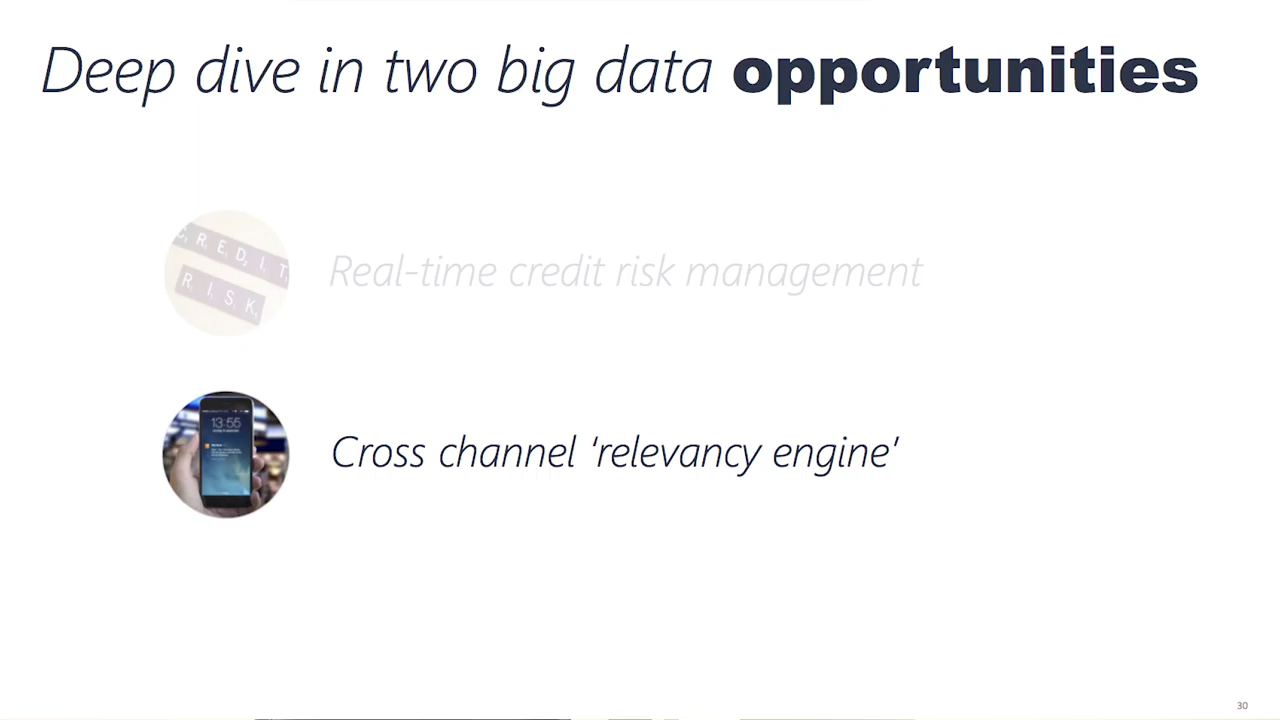 Deep dive in two big data opportunities
CREDIT
RISK
Real-time credit risk management
13:55
Cross channel ‘relevancy engine’
30